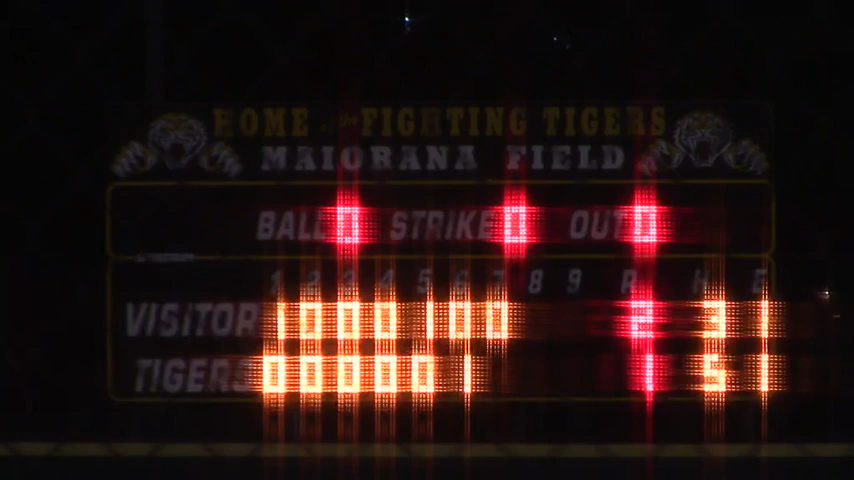 HOME of the FIGHTING TIGERS
MAIORANA FIELD
BALL 0 STRIKE 0 OUT 0
1 2 3 4 5 6 7 8 9 R H E
VISITOR 1 0 0 0 1 0 0 2 3 1
TIGERS 0 0 0 0 0 1 1 5 1